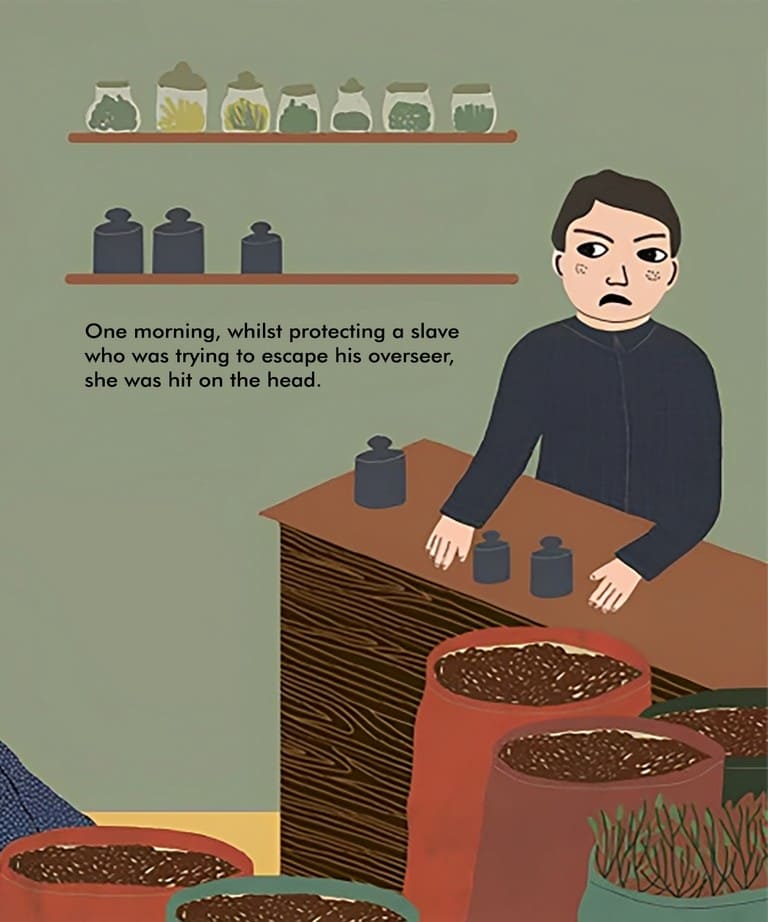 One morning, whilst protecting a slave
who was trying to escape his overseer,
she was hit on the head.